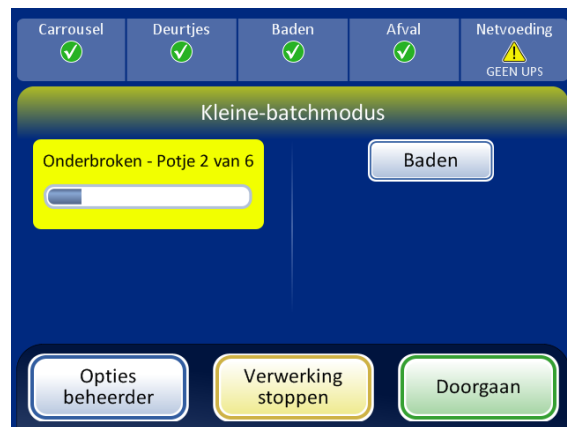 Carrousel
Deurtjes
Baden
Afval
Netvoeding
GEEN UPS
Kleine-batchmodus
Onderbroken - Potje 2 van 6
Baden
Opties
beheerder
Verwerking
stoppen
Doorgaan